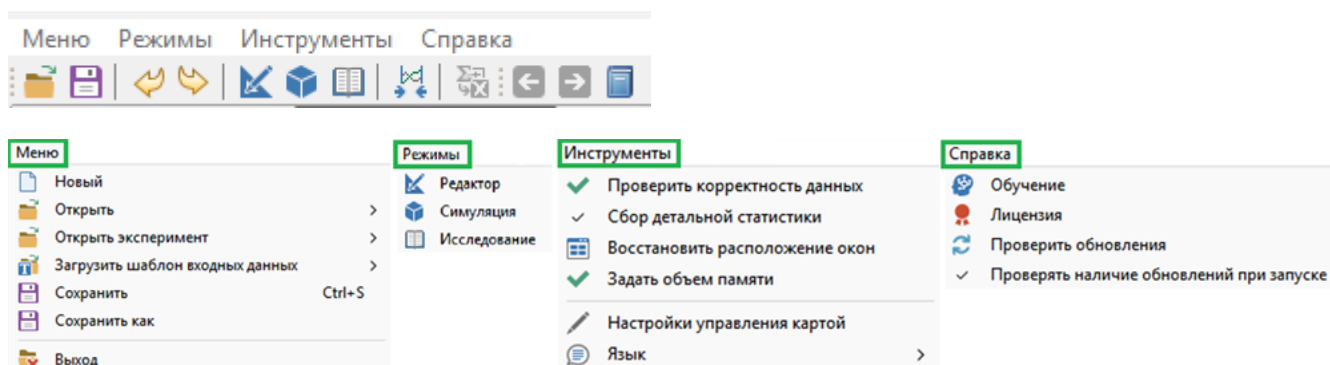 Меню Режимы Инструменты Справка
Меню
Новый
Открыть
Открыть эксперимент
Загрузить шаблон входных данных
Сохранить Ctrl+S
Сохранить как
Выход
Режимы
Редактор
Симуляция
Исследование
Инструменты
Проверить корректность данных
Сбор детальной статистики
Восстановить расположение окон
Задать объем памяти
Настройки управления картой
Язык
Справка
Обучение
Лицензия
Проверить обновления
Проверять наличие обновлений при запуске